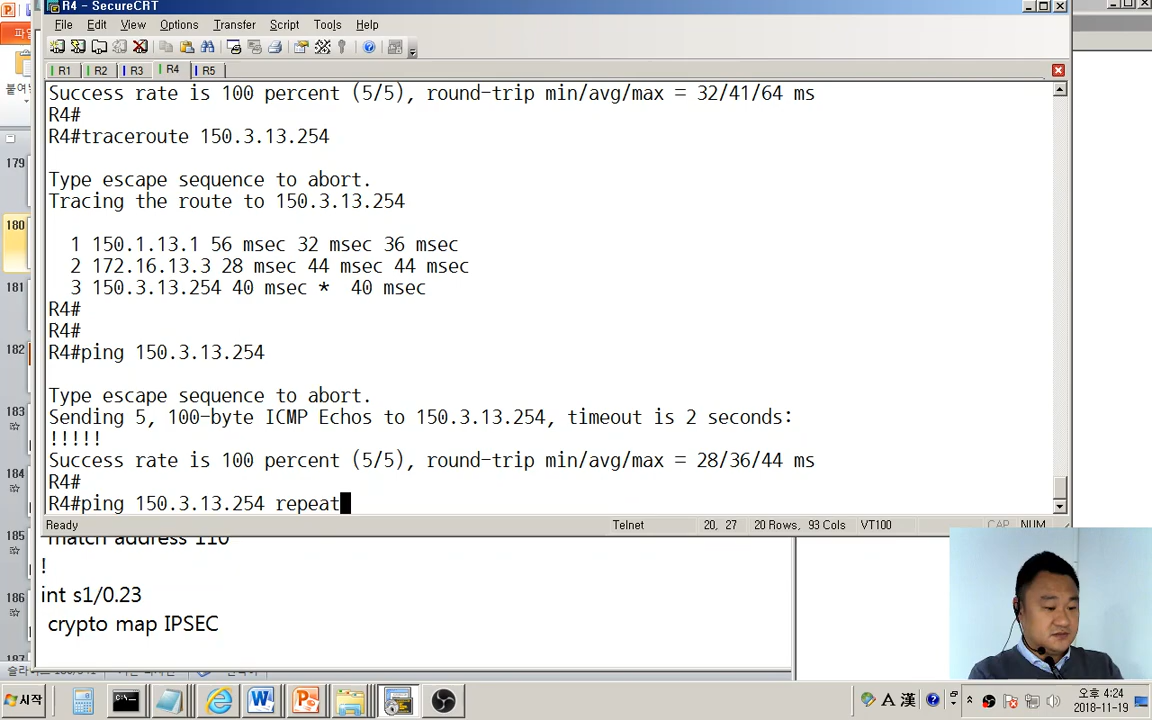 R4 - SecureCRT
File Edit View Options Transfer Script Tools Help
R1 R2 R3 R4 R5
Success rate is 100 percent (5/5), round-trip min/avg/max = 32/41/64 ms
R4#
R4#traceroute 150.3.13.254
Type escape sequence to abort.
Tracing the route to 150.3.13.254
1 150.1.13.1 56 msec 32 msec 36 msec
2 172.16.13.3 28 msec 44 msec 44 msec
3 150.3.13.254 40 msec * 40 msec
R4#
R4#
R4#ping 150.3.13.254
Type escape sequence to abort.
Sending 5, 100-byte ICMP Echos to 150.3.13.254, timeout is 2 seconds:
!!!!!
Success rate is 100 percent (5/5), round-trip min/avg/max = 28/36/44 ms
R4#
R4#ping 150.3.13.254 repeat
Ready Telnet 20, 27 20 Rows, 93 Cols VT100 CAP NUM
match address 110
!
int s1/0.23
crypto map IPSEC
179
180
181
182
183
184
185
186
187
시작
A 漢
오후 4:24
2018-11-19